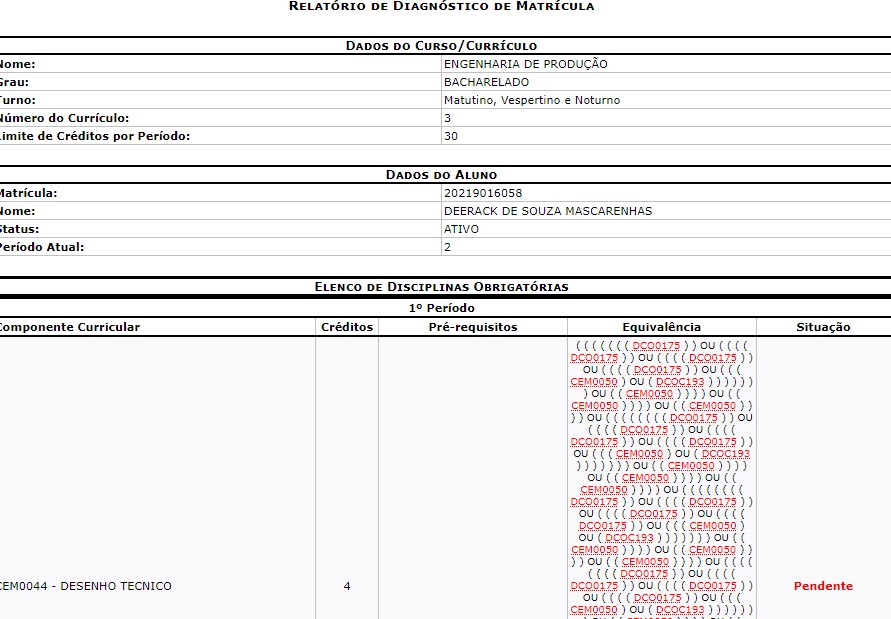 RELATÓRIO DE DIAGNÓSTICO DE MATRÍCULA
DADOS DO CURSO/CURRÍCULO
Nome: ENGENHARIA DE PRODUÇÃO
Grau: BACHARELADO
Turno: Matutino, Vespertino e Noturno
Número do Currículo: 3
Limite de Créditos por Período: 30
DADOS DO ALUNO
Matrícula: 20219016058
Nome: DEERACK DE SOUZA MASCARENHAS
Status: ATIVO
Período Atual: 2
ELENCO DE DISCIPLINAS OBRIGATÓRIAS
1º Período
Componente Curricular Créditos Pré-requisitos Equivalência Situação
( ( ( ( ( ( ( DCO0175 ) ) OU ( ( ( (
DCO0175 ) ) OU ( ( ( ( DCO0175 ) )
OU ( ( ( ( DCO0175 ) ) OU ( ( (
CEM0050 ) OU ( DCOC193 ) ) ) ) ) )
) OU ( ( CEM0050 ) ) ) ) OU ( (
CEM0050 ) ) ) ) OU ( ( CEM0050 ) )
) ) OU ( ( ( ( ( ( ( ( DCO0175 ) ) OU
( ( ( ( DCO0175 ) ) OU ( ( ( (
DCO0175 ) ) OU ( ( ( ( DCO0175 ) )
OU ( ( ( CEM0050 ) OU ( DCOC193
) ) ) ) ) ) ) OU ( ( CEM0050 ) ) ) )
OU ( ( CEM0050 ) ) ) ) OU ( (
CEM0050 ) ) ) ) OU ( ( ( ( ( ( ( (
DCO0175 ) ) OU ( ( ( ( DCO0175 ) )
OU ( ( ( ( DCO0175 ) ) OU ( ( ( (
DCO0175 ) ) OU ( ( ( CEM0050 )
OU ( DCOC193 ) ) ) ) ) ) ) OU ( (
CEM0050 ) ) ) ) OU ( ( CEM0050 ) )
) ) OU ( ( CEM0050 ) ) ) ) OU ( ( ( (
( ( ( ( DCO0175 ) ) OU ( ( ( (
DCO0175 ) ) OU ( ( ( ( DCO0175 ) )
CEM0044 - DESENHO TECNICO 4 Pendente
OU ( ( ( ( DCO0175 ) ) OU ( ( (
CEM0050 ) OU ( DCOC193 ) ) ) ) ) )